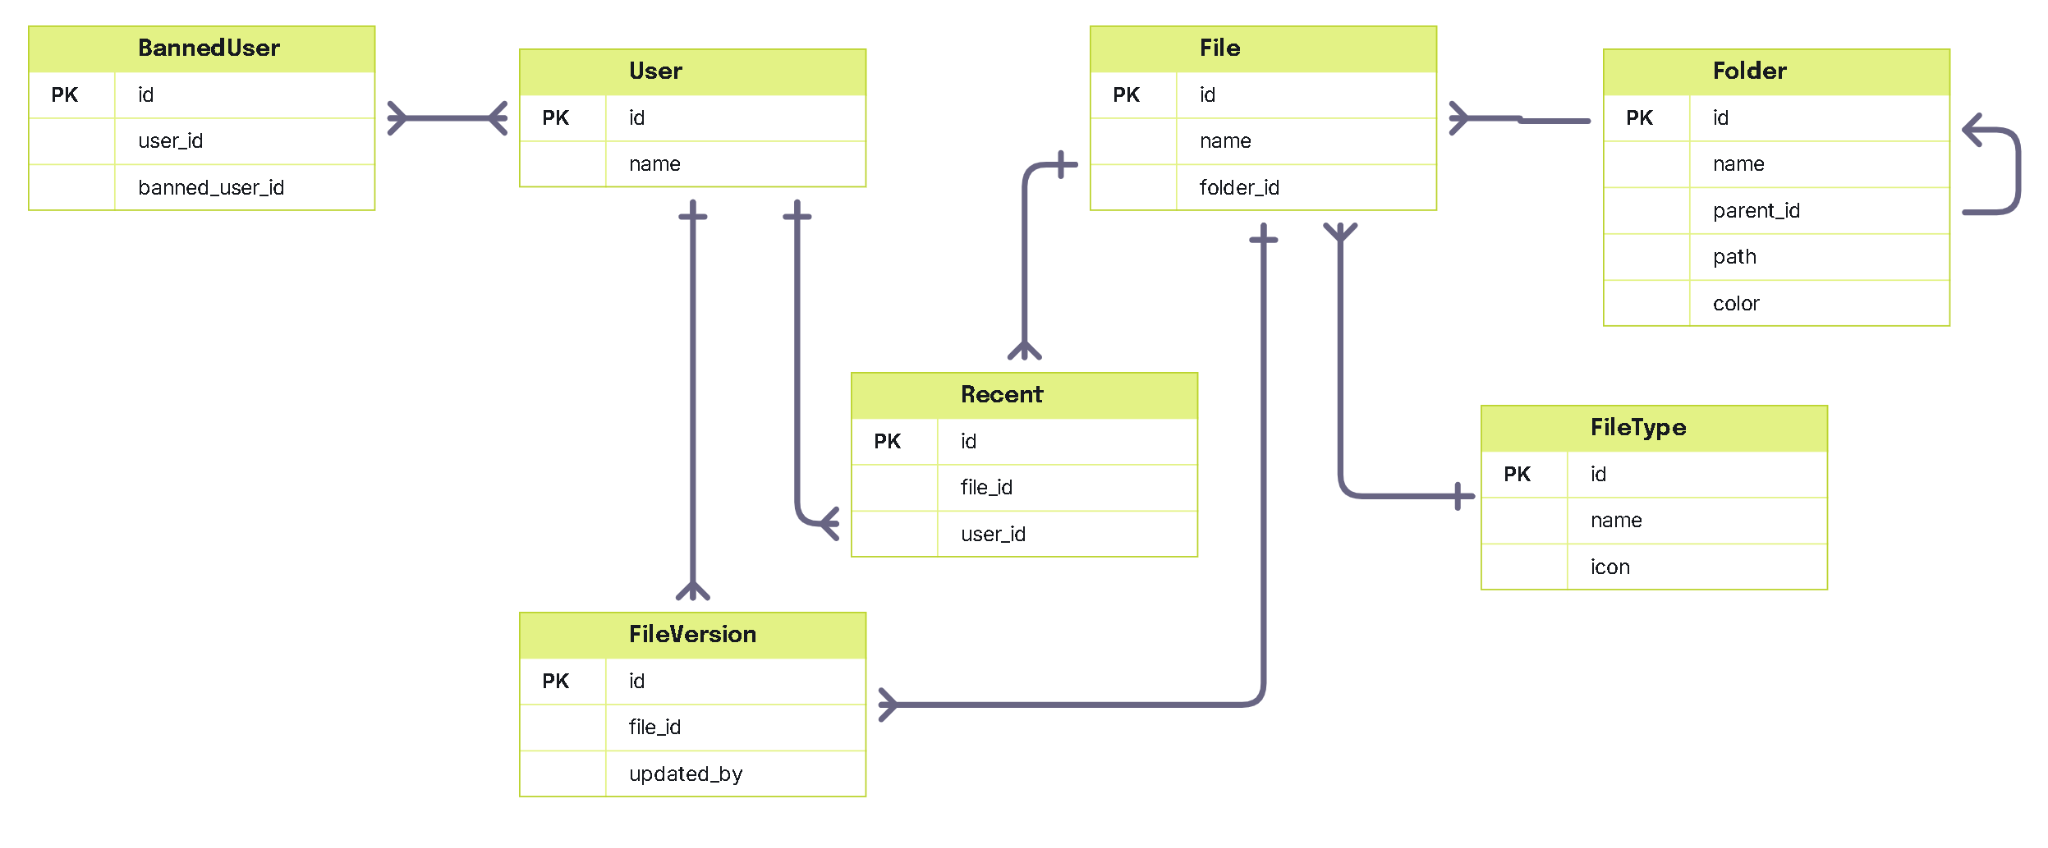 BannedUser
PK id
user_id
banned_user_id
User
PK id
name
File
PK id
name
folder_id
Folder
PK id
name
parent_id
path
color
Recent
PK id
file_id
user_id
FileType
PK id
name
icon
FileVersion
PK id
file_id
updated_by